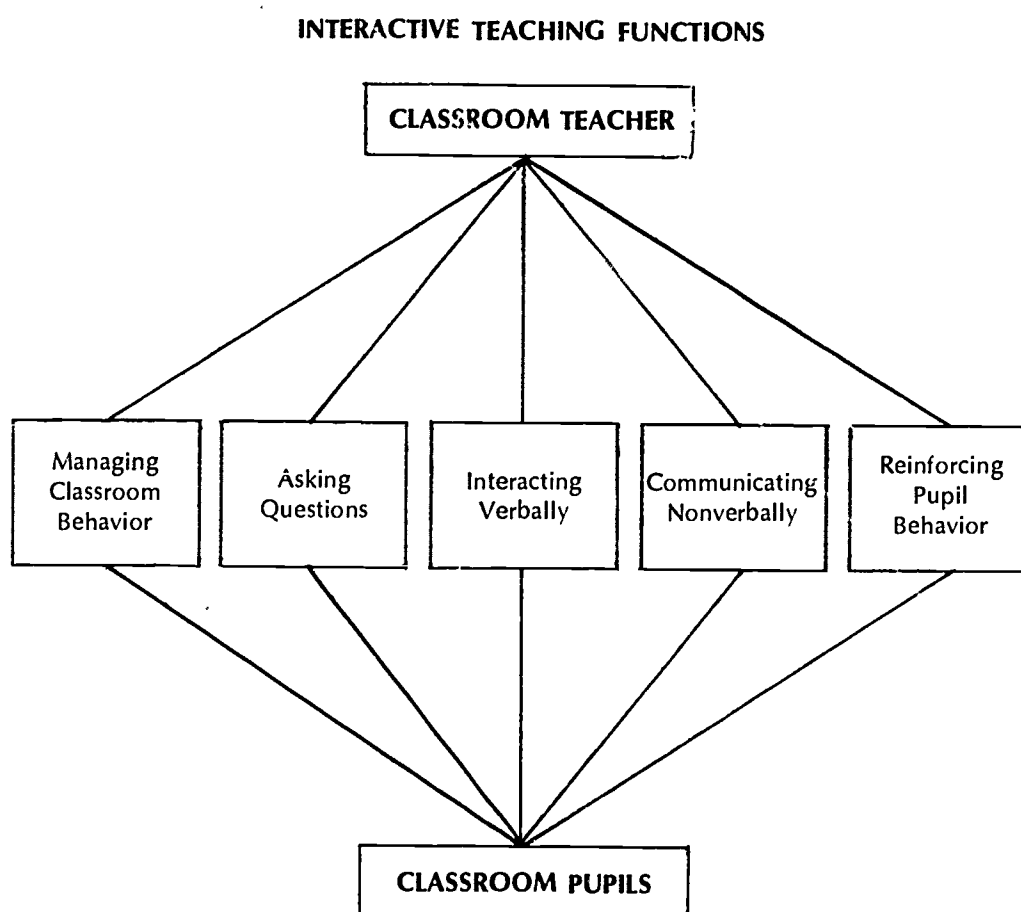 INTERACTIVE TEACHING FUNCTIONS
CLASSROOM TEACHER
Managing
Classroom
Behavior
Asking
Questions
Interacting
Verbally
Communicating
Nonverbally
Reinforcing
Pupil
Behavior
CLASSROOM PUPILS